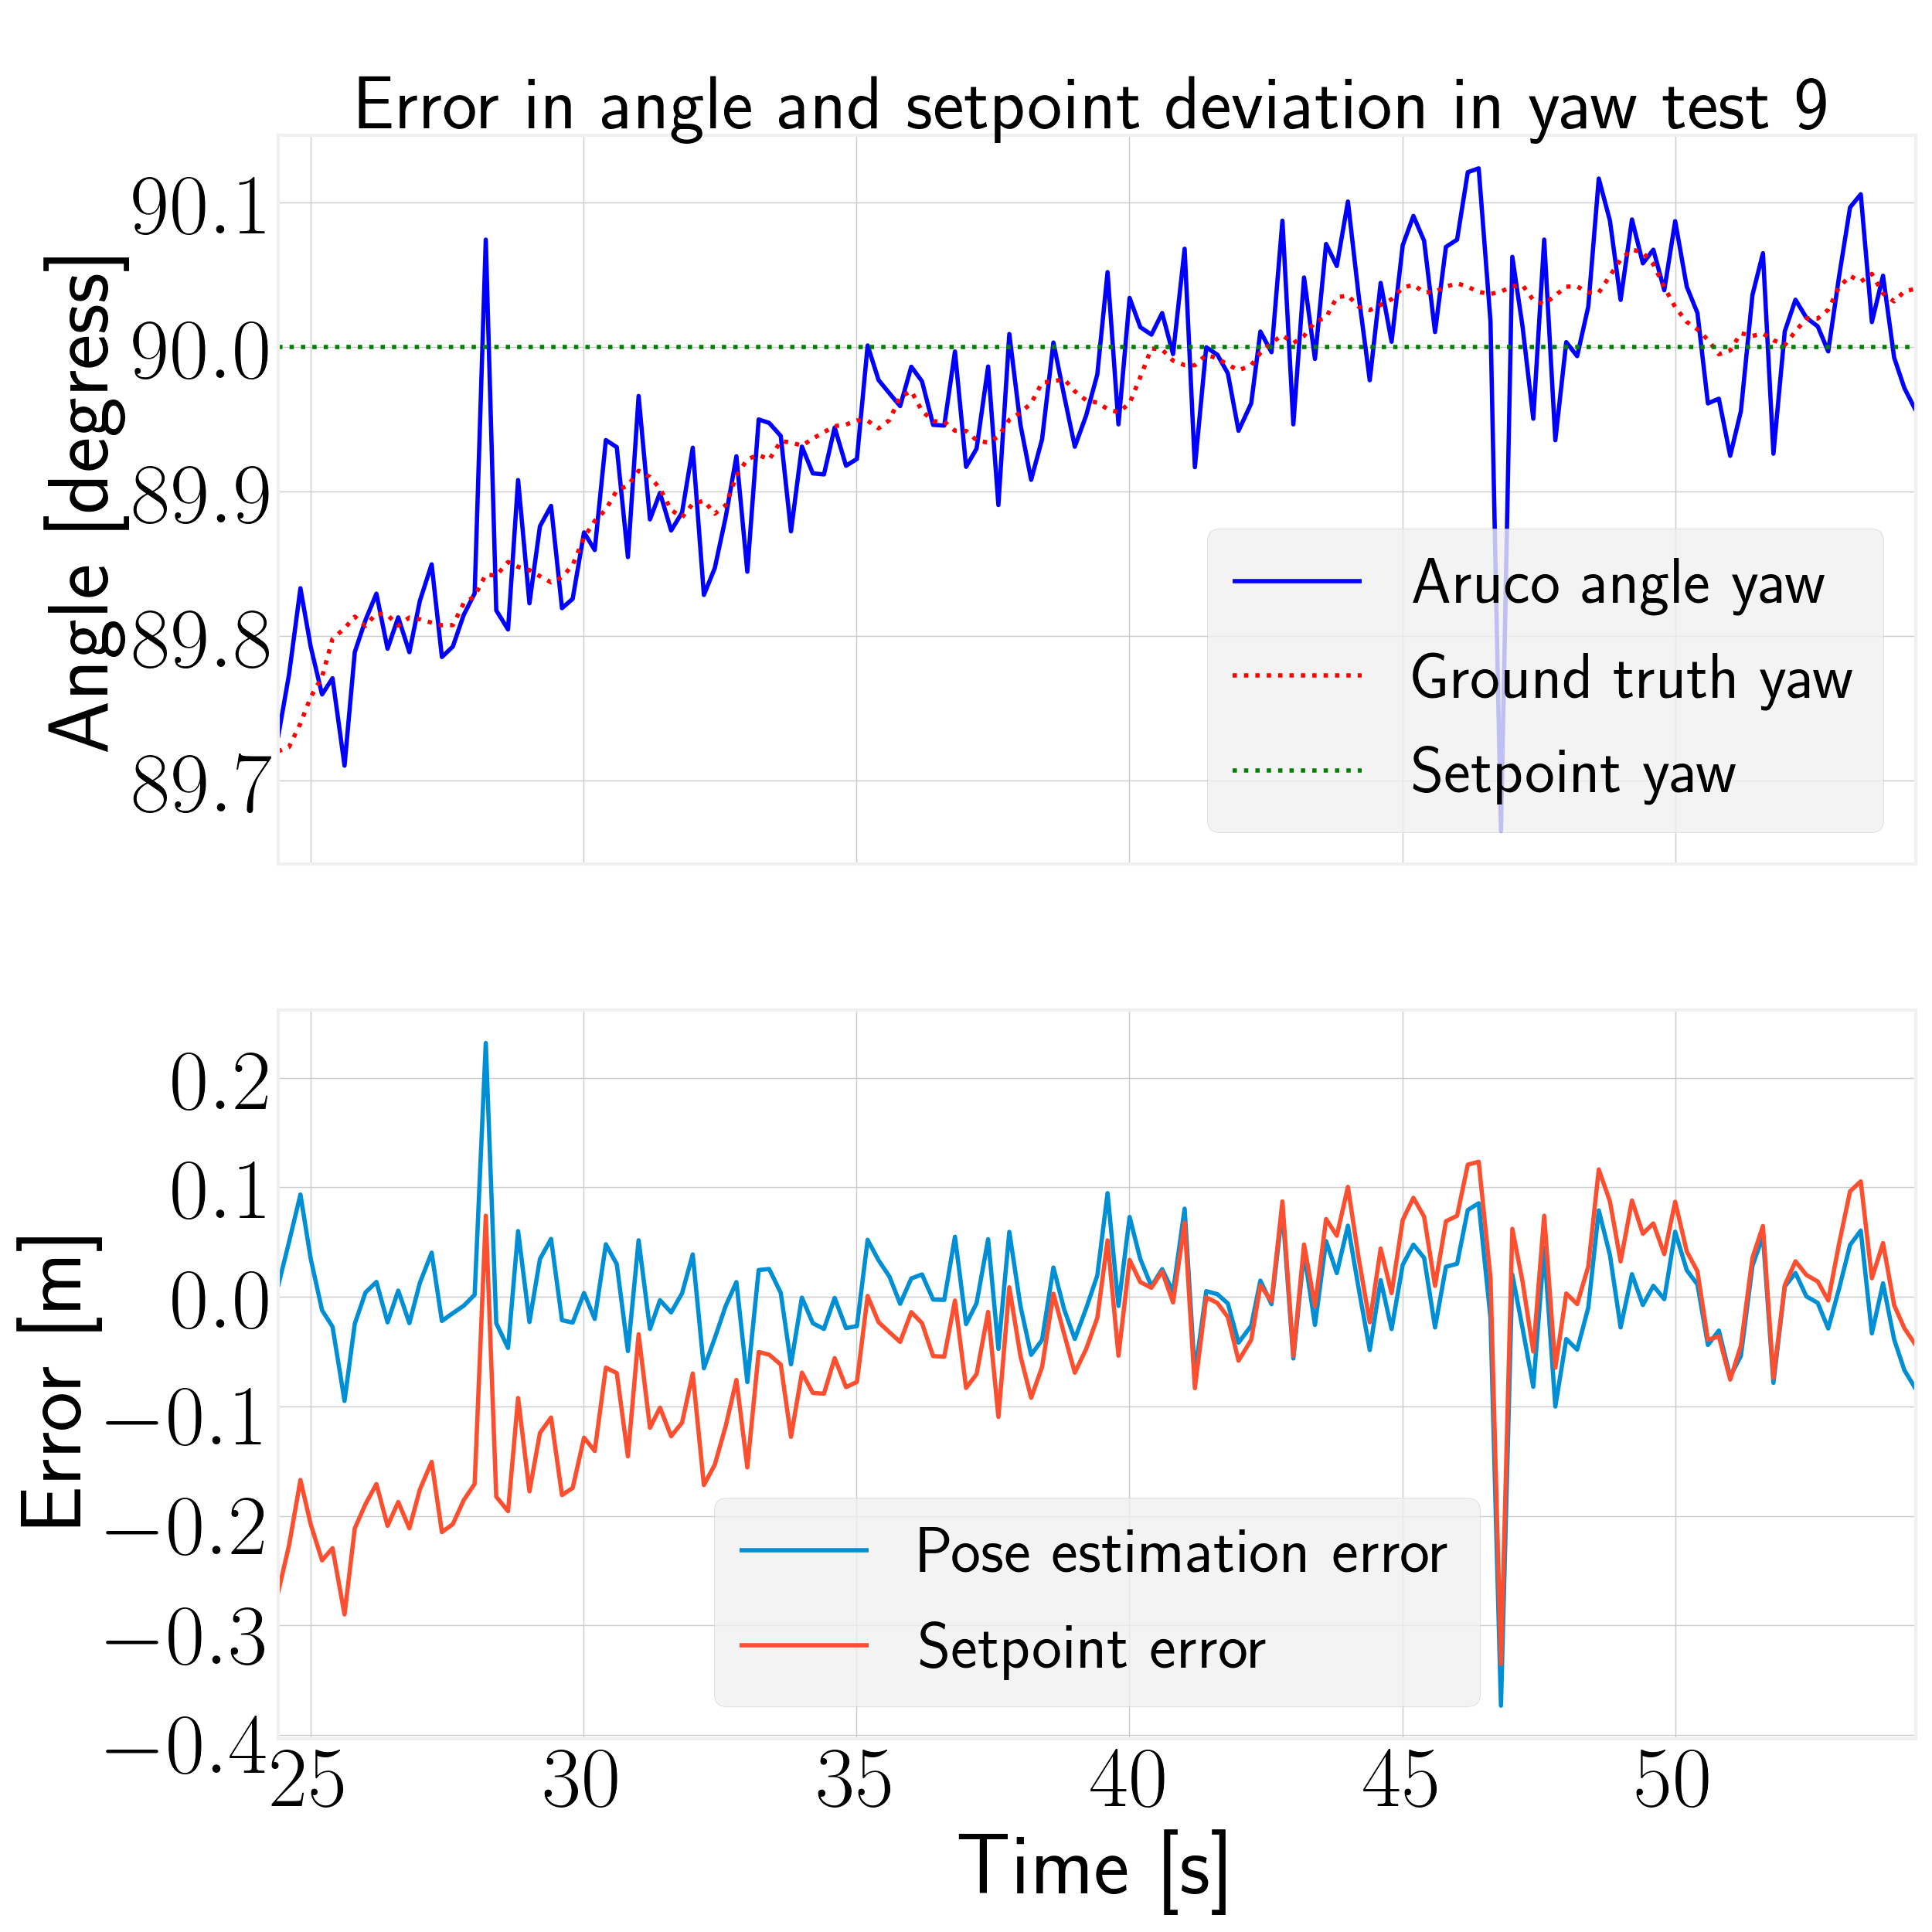 Error in angle and setpoint deviation in yaw test 9
Angle [degress]
90.1
90.0
89.9
89.8
89.7
Aruco angle yaw
Ground truth yaw
Setpoint yaw
Error [m]
0.2
0.1
0.0
−0.1
−0.2
−0.3
−0.4
Pose estimation error
Setpoint error
25 30 35 40 45 50
Time [s]